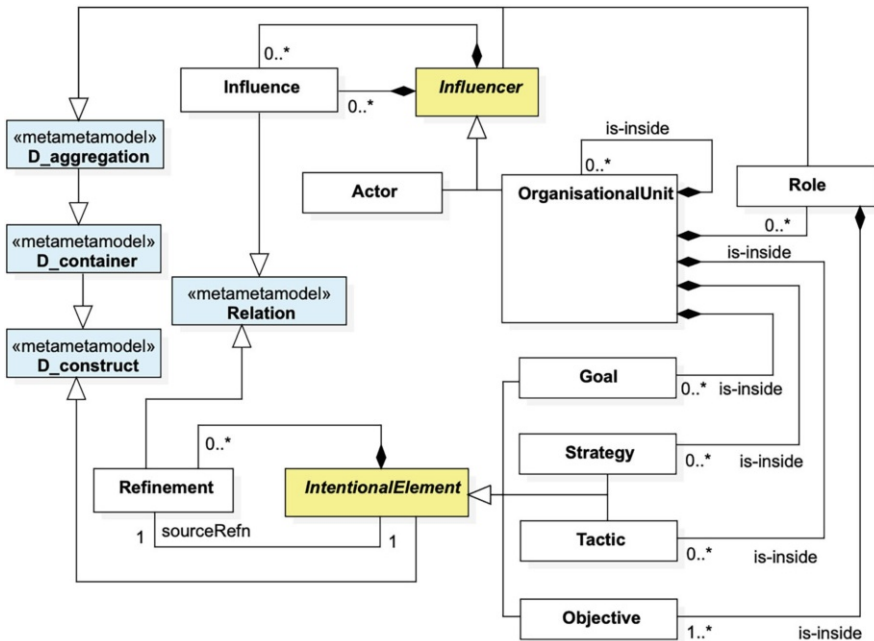 0..*
Influence
0..*
Influencer
is-inside
0..*
«metametamodel»
D_aggregation
Actor
OrganisationalUnit
Role
0..*
is-inside
«metametamodel»
D_container
«metametamodel»
Relation
«metametamodel»
D_construct
Goal
0..*
is-inside
0..*
Strategy
0..*
is-inside
Refinement
IntentionalElement
1
sourceRefn
1
Tactic
0..*
is-inside
Objective
1..*
is-inside